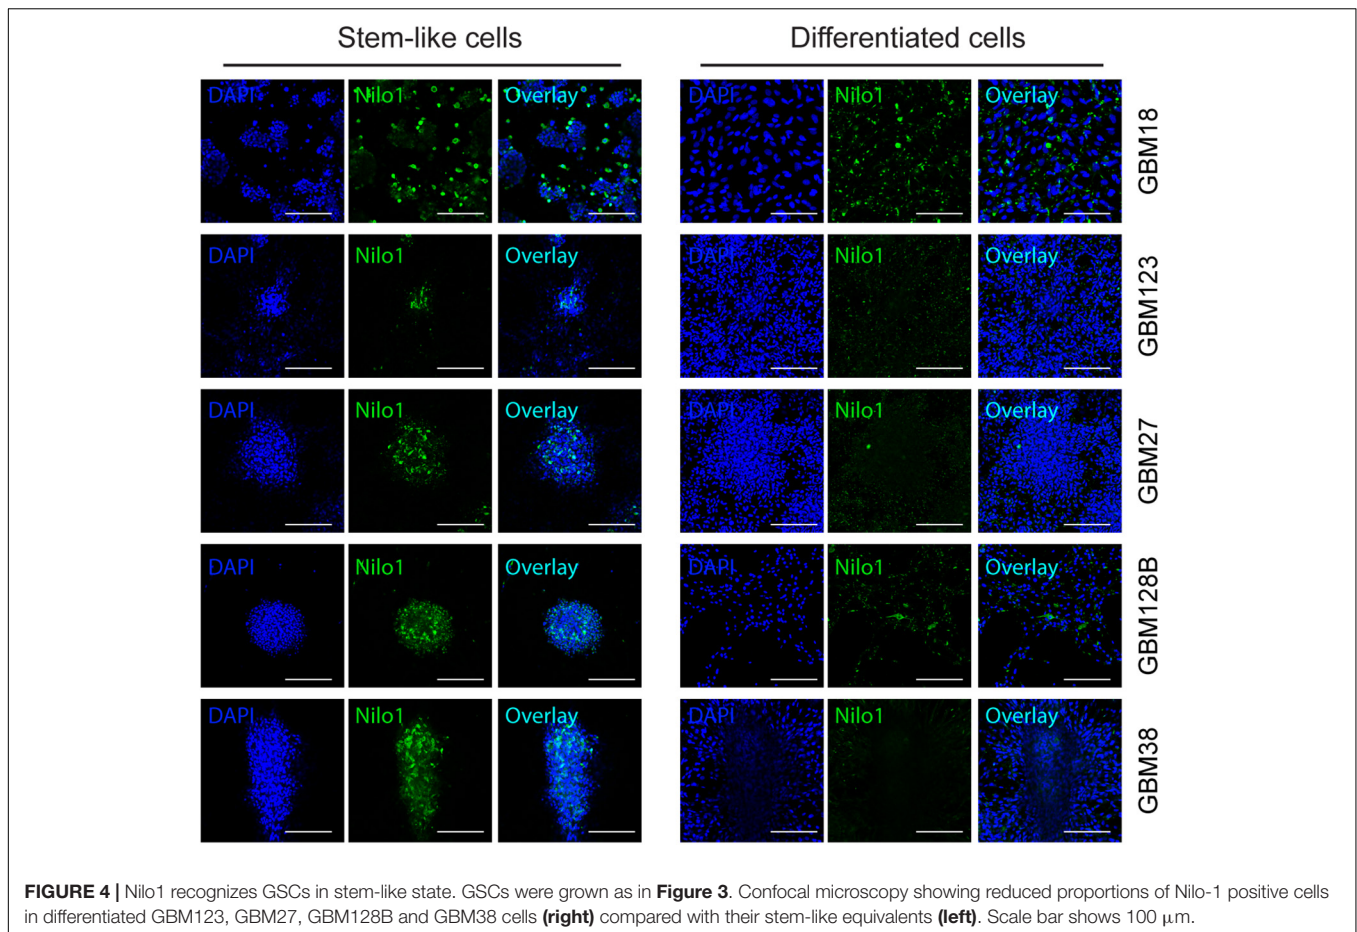 Stem-like cells
Differentiated cells
DAPI Nilo1 Overlay DAPI Nilo1 Overlay GBM18
DAPI Nilo1 Overlay DAPI Nilo1 Overlay GBM123
DAPI Nilo1 Overlay DAPI Nilo1 Overlay GBM27
DAPI Nilo1 Overlay DAPI Nilo1 Overlay GBM128B
DAPI Nilo1 Overlay DAPI Nilo1 Overlay GBM38
FIGURE 4 | Nilo1 recognizes GSCs in stem-like state. GSCs were grown as in Figure 3. Confocal microscopy showing reduced proportions of Nilo-1 positive cells
in differentiated GBM123, GBM27, GBM128B and GBM38 cells (right) compared with their stem-like equivalents (left). Scale bar shows 100 μm.